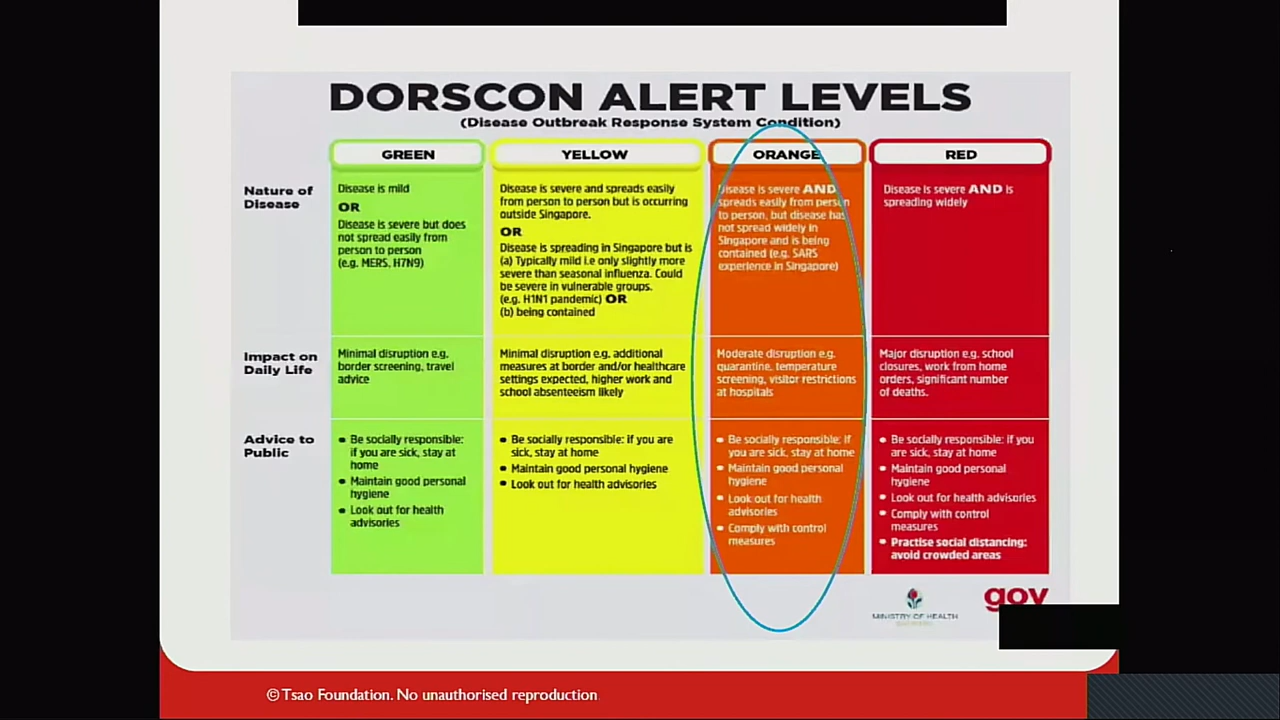 DORSCON ALERT LEVELS
(Disease Outbreak Response System Condition)
GREEN
YELLOW
ORANGE
RED
Nature of
Disease
Disease is mild
OR
Disease is severe but does
not spread easily from
person to person
(e.g. MERS, H7N9)
Disease is severe and spreads easily
from person to person but is occurring
outside Singapore.
OR
Disease is spreading in Singapore but is
(a) Typically mild i.e only slightly more
severe than seasonal influenza. Could
be severe in vulnerable groups.
(e.g. H1N1 pandemic) OR
(b) being contained
Disease is severe AND
spreads easily from person
to person, but disease has
not spread widely in
Singapore and is being
contained (e.g. SARS
experience in Singapore)
Disease is severe AND is
spreading widely
Impact on
Daily Life
Minimal disruption e.g.
border screening, travel
advice
Minimal disruption e.g. additional
measures at border and/or healthcare
settings expected, higher work and
school absenteeism likely
Moderate disruption e.g.
quarantine, temperature
screening, visitor restrictions
at hospitals
Major disruption e.g. school
closures, work from home
orders, significant number
of deaths.
Advice to
Public
• Be socially responsible:
if you are sick, stay at
home
• Maintain good personal
hygiene
• Look out for health
advisories
• Be socially responsible: if you are
sick, stay at home
• Maintain good personal hygiene
• Look out for health advisories
• Be socially responsible: if
you are sick, stay at home
• Maintain good personal
hygiene
• Look out for health
advisories
• Comply with control
measures
• Be socially responsible: if you
are sick, stay at home
• Maintain good personal
hygiene
• Look out for health advisories
• Comply with control
measures
• Practise social distancing:
avoid crowded areas
MINISTRY OF HEALTH
gov
© Tsao Foundation. No unauthorised reproduction